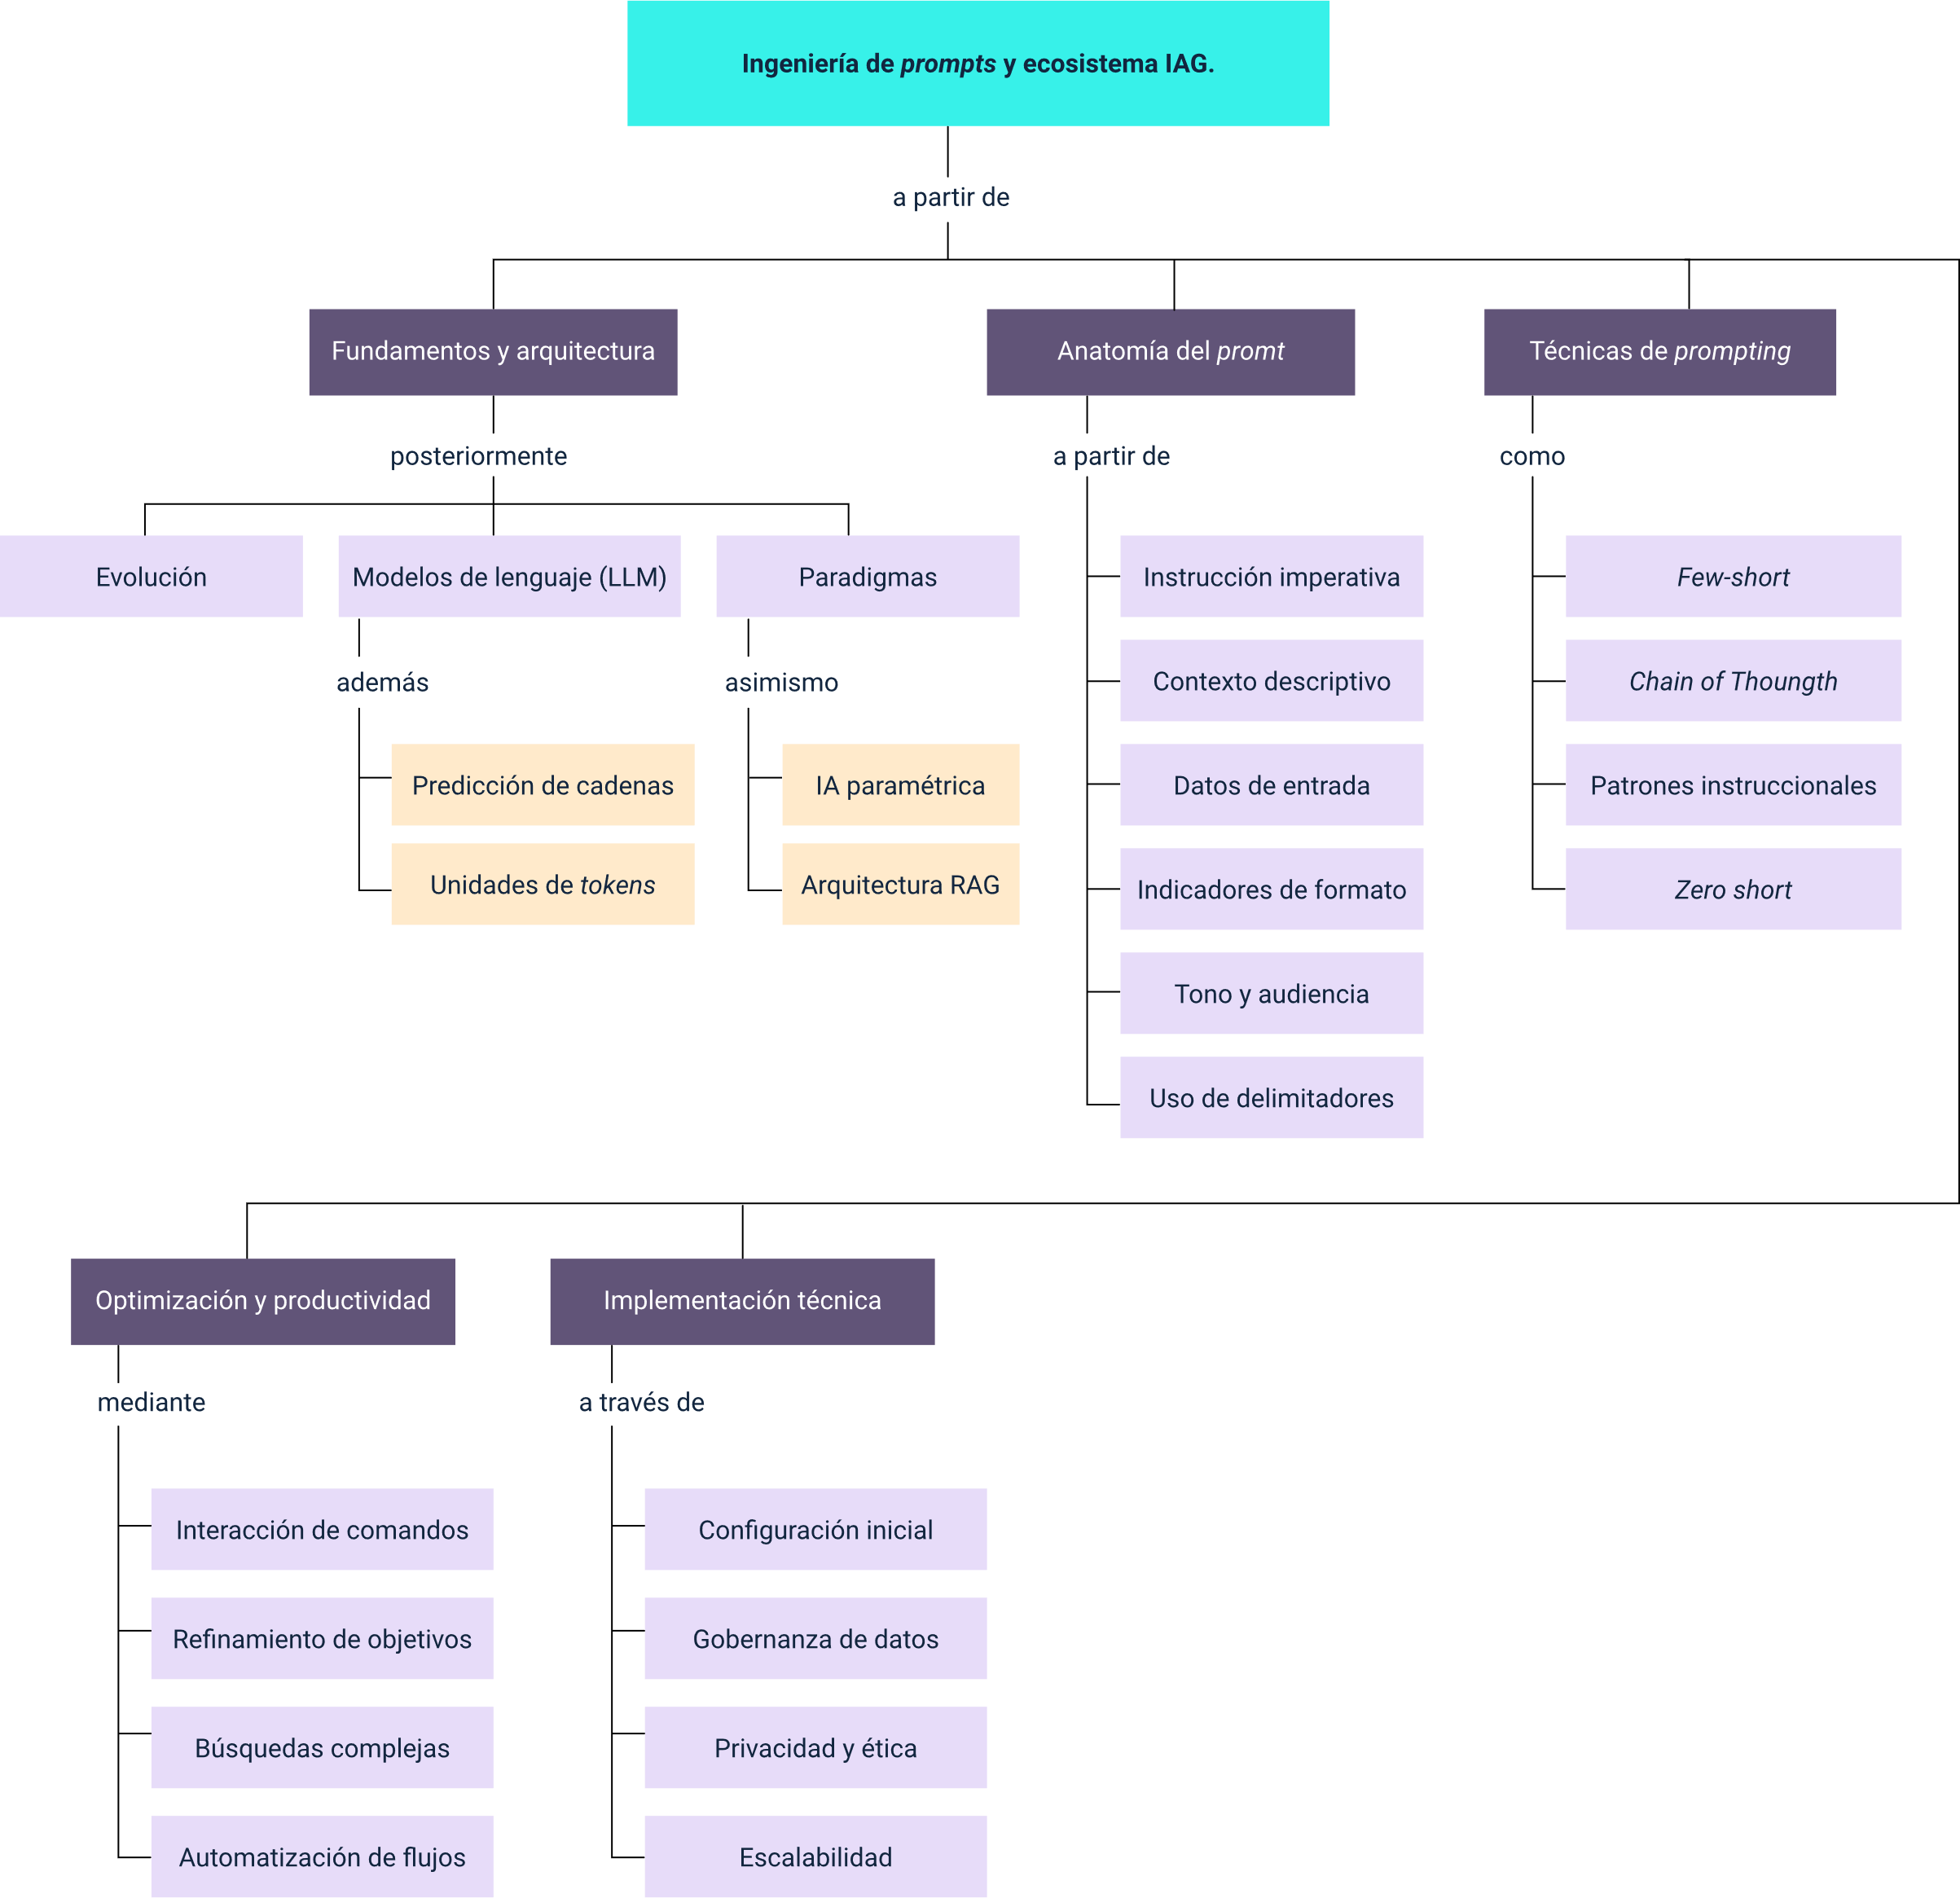 Ingeniería de prompts y ecosistema IAG.
a partir de
Fundamentos y arquitectura
Anatomía del promt
Técnicas de prompting
posteriormente
a partir de
como
Evolución
Modelos de lenguaje (LLM)
Paradigmas
Instrucción imperativa
Few-short
además
asimismo
Contexto descriptivo
Chain of Thoungth
Predicción de cadenas
IA paramétrica
Datos de entrada
Patrones instruccionales
Unidades de tokens
Arquitectura RAG
Indicadores de formato
Zero short
Tono y audiencia
Uso de delimitadores
Optimización y productividad
Implementación técnica
mediante
a través de
Interacción de comandos
Configuración inicial
Refinamiento de objetivos
Gobernanza de datos
Búsquedas complejas
Privacidad y ética
Automatización de flujos
Escalabilidad